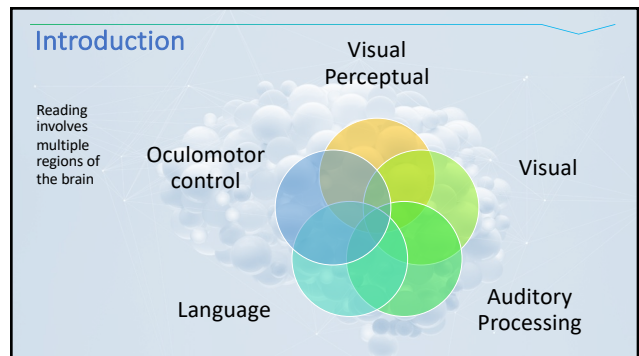 Introduction
Visual
Perceptual
Reading
involves
multiple
regions of
the brain
Oculomotor
control
Visual
Language
Auditory
Processing